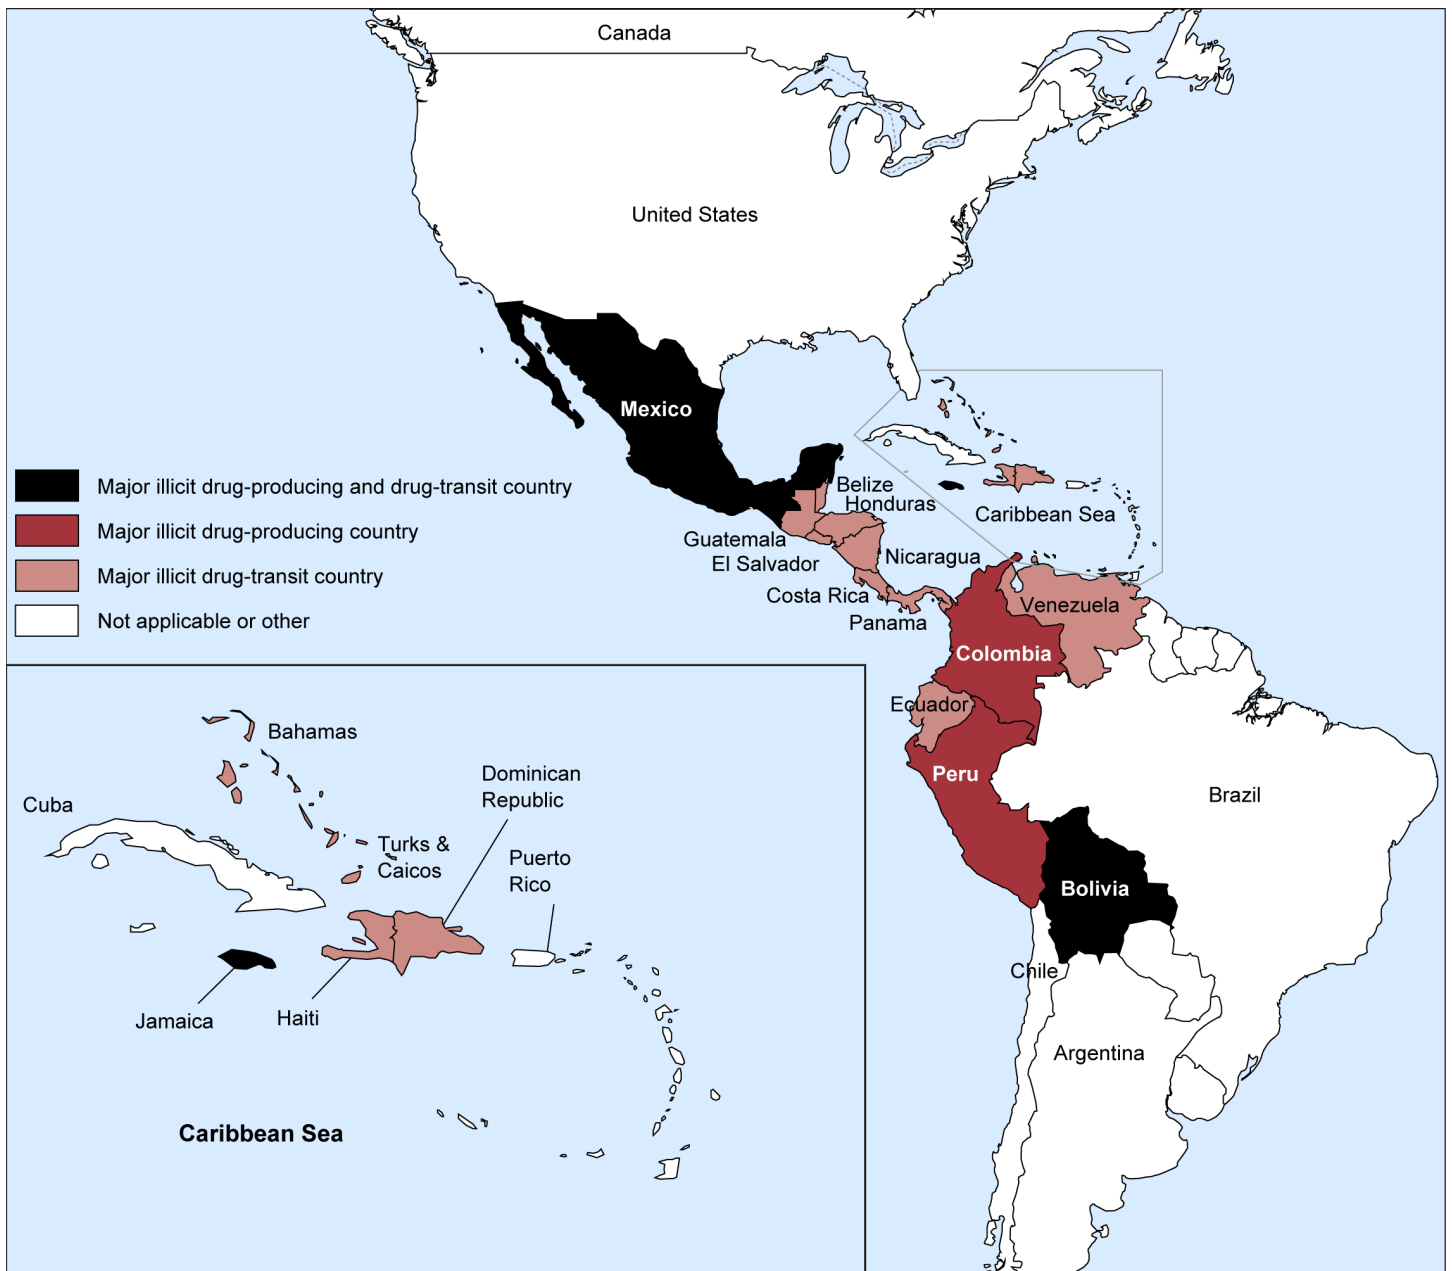 Canada
United States
Mexico
Belize
Honduras
Caribbean Sea
Guatemala
El Salvador
Nicaragua
Costa Rica
Panama
Venezuela
Colombia
Ecuador
Peru
Brazil
Bolivia
Chile
Argentina
Major illicit drug-producing and drug-transit country
Major illicit drug-producing country
Major illicit drug-transit country
Not applicable or other
Bahamas
Dominican
Republic
Cuba
Turks &
Caicos
Puerto
Rico
Jamaica
Haiti
Caribbean Sea